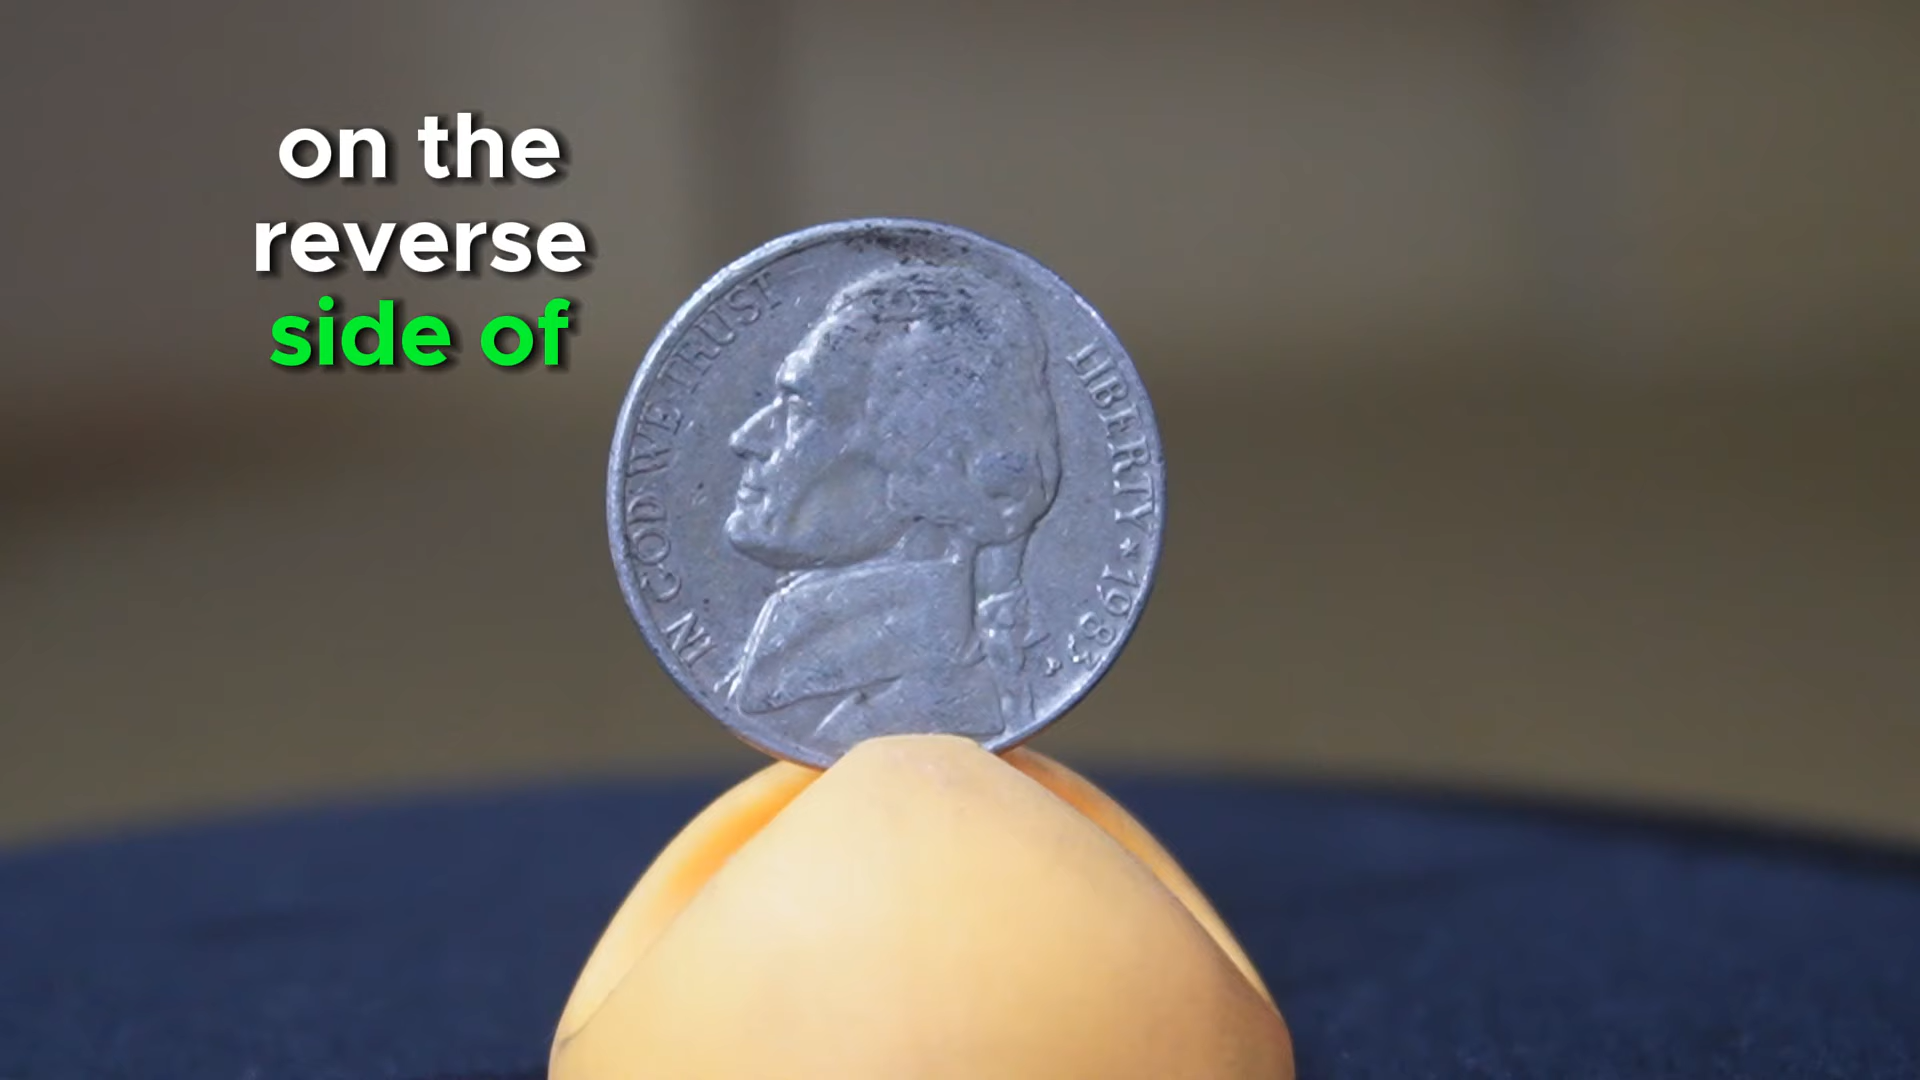 on the
reverse
side of
IN GOD WE TRUST
LIBERTY ★ 1983
P